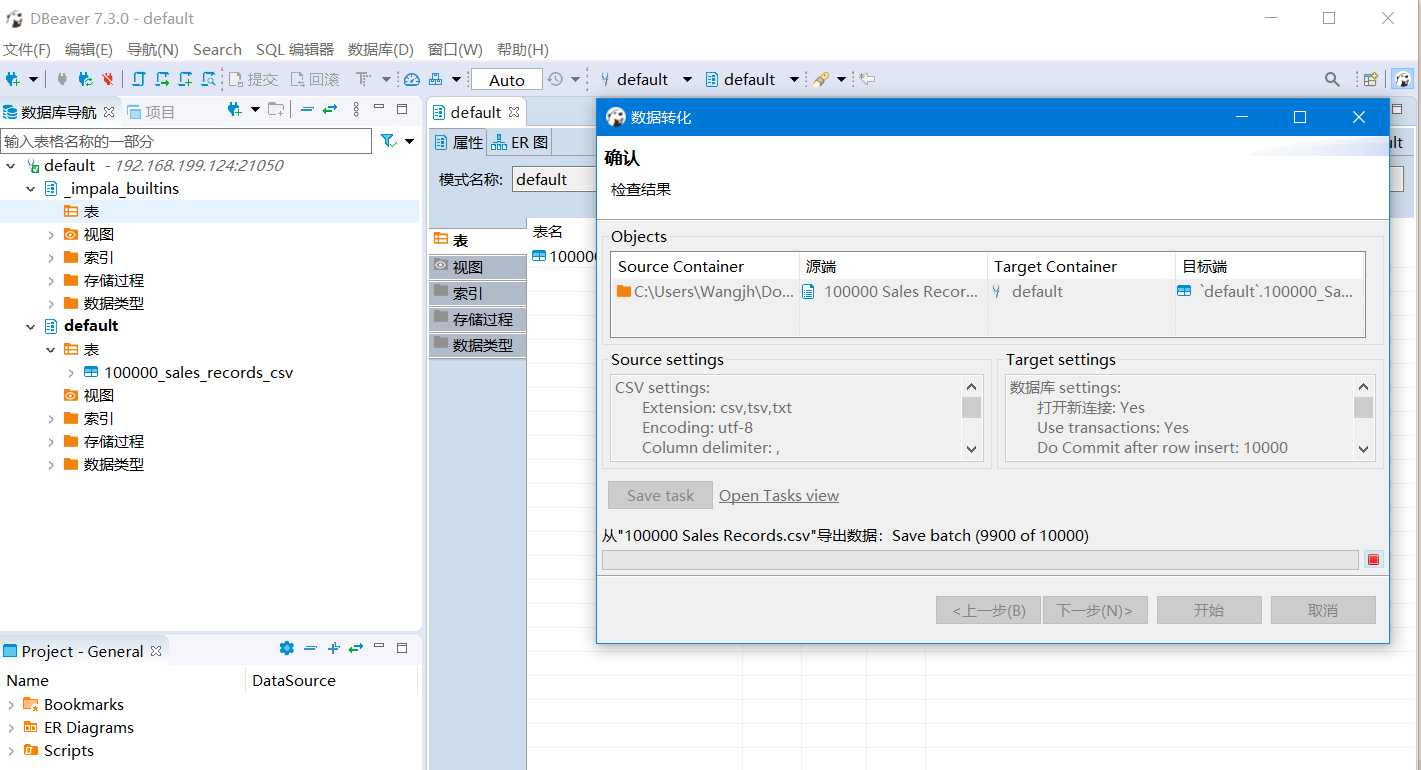 DBeaver 7.3.0 - default
文件(F) 编辑(E) 导航(N) Search SQL 编辑器 数据库(D) 窗口(W) 帮助(H)
提交 回滚 Auto default default
数据库导航 项目
输入表格名称的一部分
default - 192.168.199.124:21050
_impala_builtins
表
视图
索引
存储过程
数据类型
default
表
100000_sales_records_csv
视图
索引
存储过程
数据类型
Project - General
Name DataSource
Bookmarks
ER Diagrams
Scripts
default
属性 ER 图
模式名称: default
表
视图
索引
存储过程
数据类型
表名
数据转化
确认
检查结果
Objects
Source Container 源端 Target Container 目标端
C:\Users\Wangjh\Do... 100000 Sales Recor... default `default`.100000_Sa...
Source settings
CSV settings:
Extension: csv,tsv,txt
Encoding: utf-8
Column delimiter: ,
Target settings
数据库 settings:
打开新连接: Yes
Use transactions: Yes
Do Commit after row insert: 10000
Save task Open Tasks view
从"100000 Sales Records.csv"导出数据：Save batch (9900 of 10000)
<上一步(B) 下一步(N)> 开始 取消